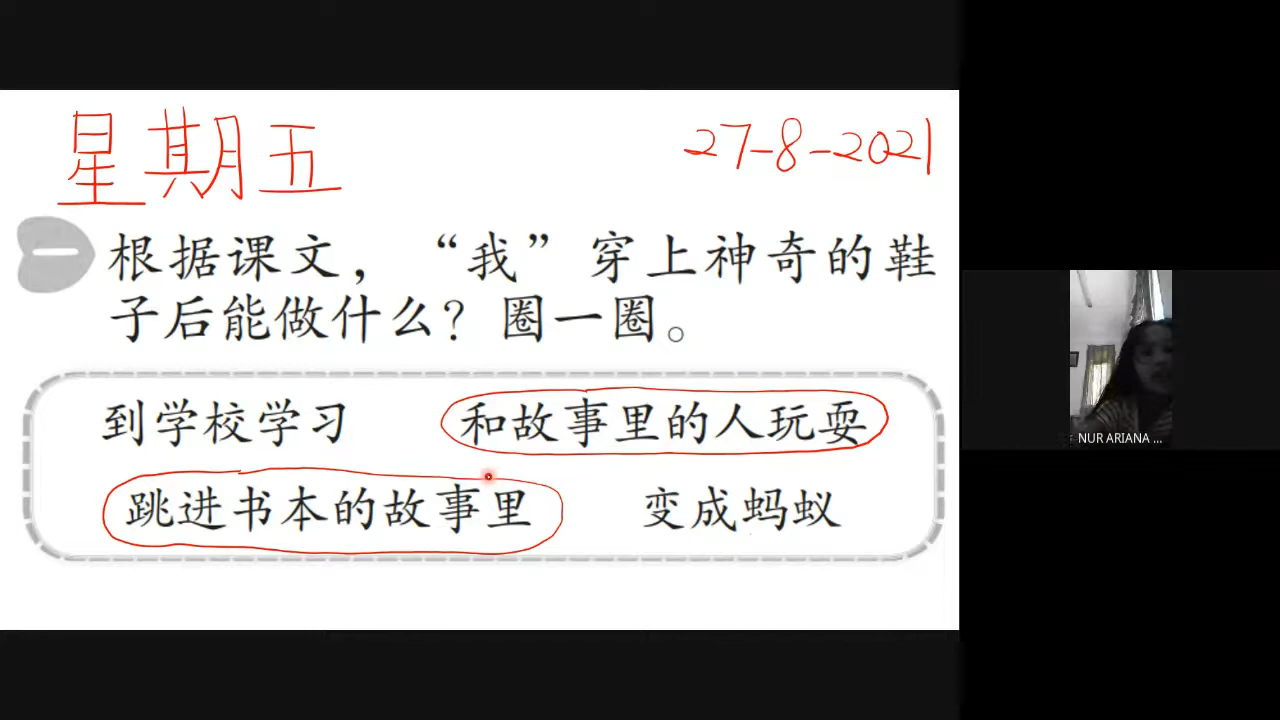 星期五 27-8-2021
一 根据课文，“我”穿上神奇的鞋
子后能做什么？圈一圈。
到学校学习 和故事里的人玩耍
跳进书本的故事里 变成蚂蚁
NUR ARIANA ...